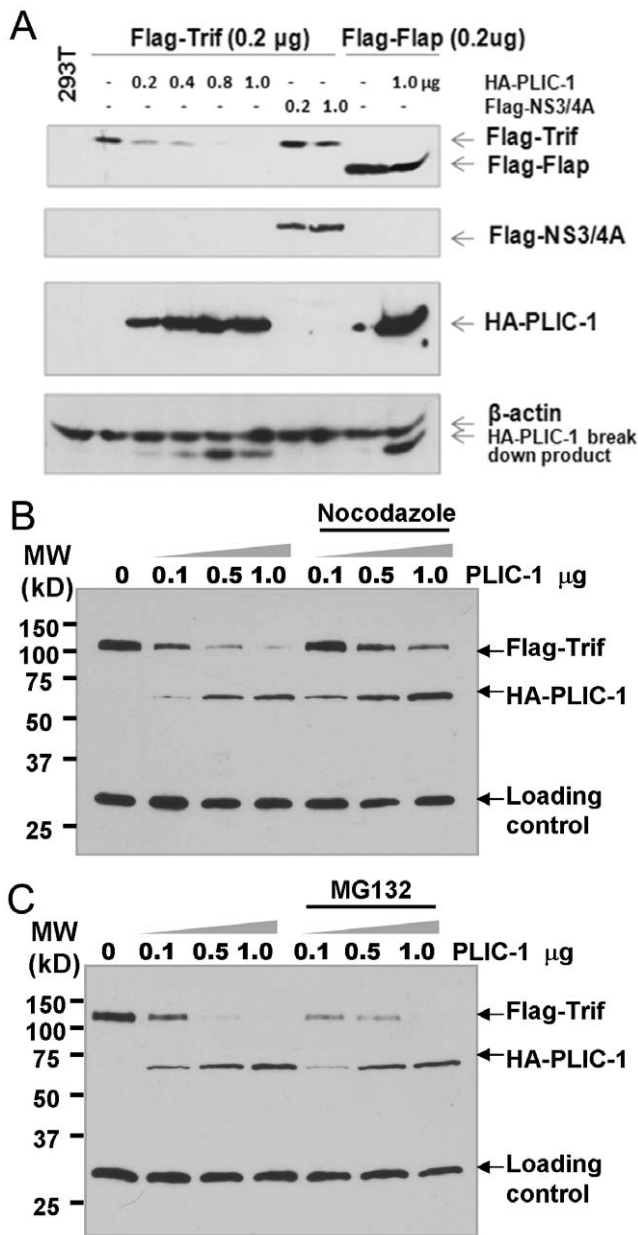 A
293T
Flag-Trif (0.2 µg) Flag-Flap (0.2ug)
- - 0.2 0.4 0.8 1.0 - - - 1.0 µg HA-PLIC-1
- - - - - - 0.2 1.0 - - Flag-NS3/4A
Flag-Trif
Flag-Flap
Flag-NS3/4A
HA-PLIC-1
β-actin
HA-PLIC-1 break
down product
B
Nocodazole
MW
(kD)
0 0.1 0.5 1.0 0.1 0.5 1.0 PLIC-1 µg
150
100
75
50
37
25
Flag-Trif
HA-PLIC-1
Loading
control
C
MG132
MW
(kD)
0 0.1 0.5 1.0 0.1 0.5 1.0 PLIC-1 µg
150
100
75
50
37
25
Flag-Trif
HA-PLIC-1
Loading
control